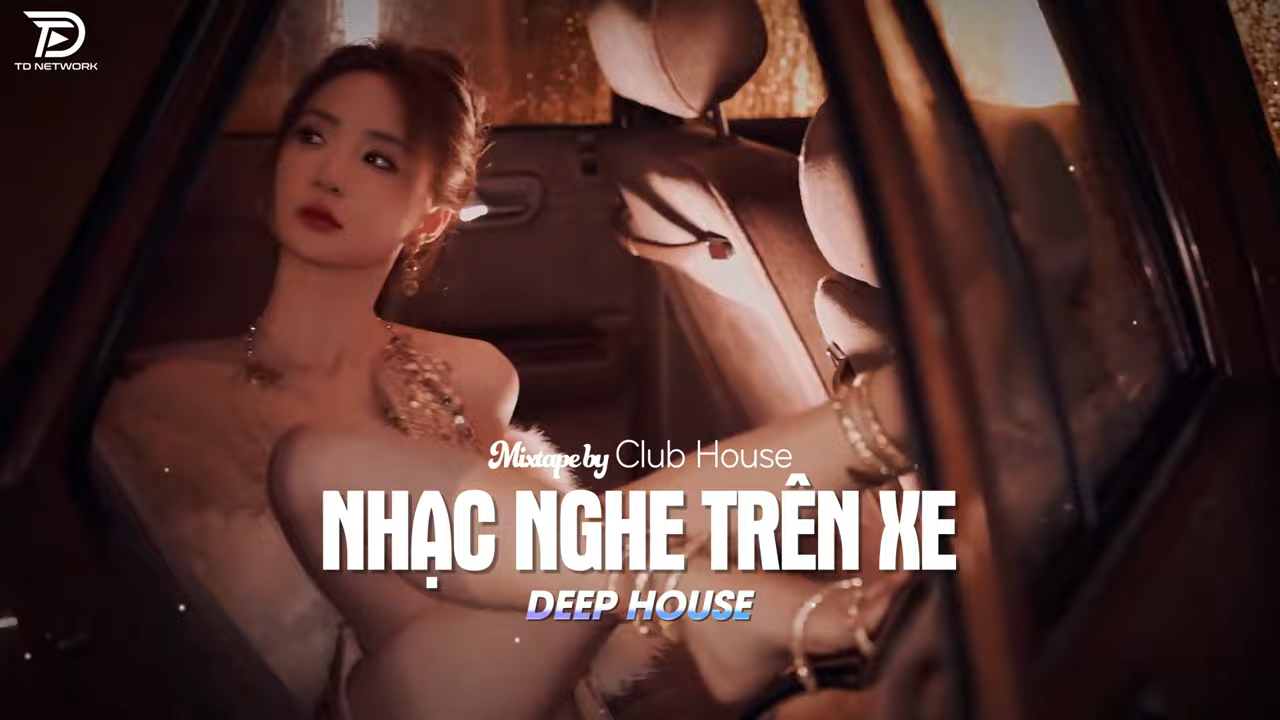 TD NETWORK
Mixtape by Club House
NHẠC NGHE TRÊN XE
DEEP HOUSE